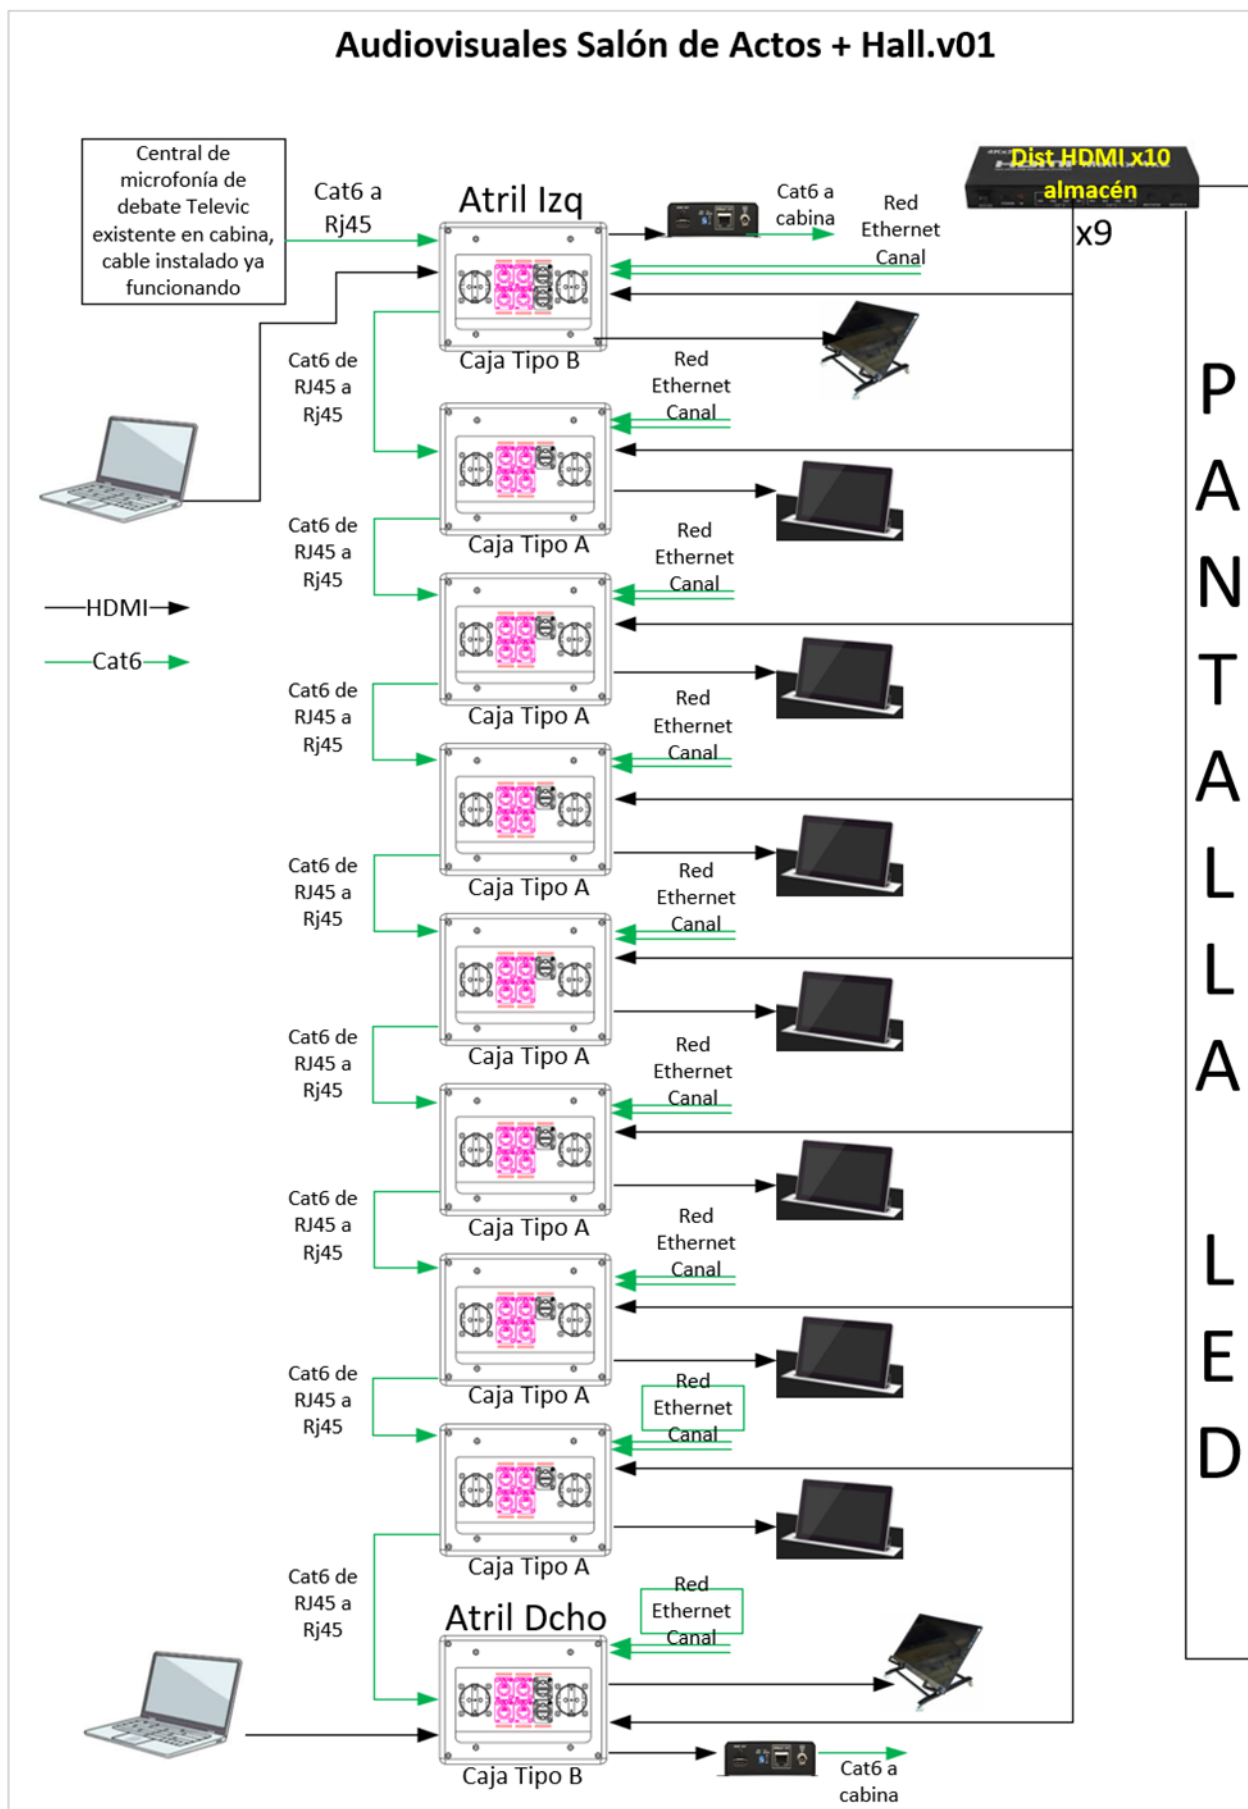 Audiovisuales Salón de Actos + Hall.v01
Central de
microfonía de
debate Televic
existente en cabina,
cable instalado ya
funcionando
Cat6 a
Rj45
Atril Izq
Cat6 a
cabina
Red
Ethernet
Canal
Dist HDMI x10
almacén
x9
Caja Tipo B
Cat6 de
RJ45 a
Rj45
Red
Ethernet
Canal
Caja Tipo A
Cat6 de
RJ45 a
Rj45
Red
Ethernet
Canal
HDMI
Cat6
Caja Tipo A
Cat6 de
RJ45 a
Rj45
Red
Ethernet
Canal
Caja Tipo A
Cat6 de
RJ45 a
Rj45
Red
Ethernet
Canal
Caja Tipo A
Cat6 de
RJ45 a
Rj45
Red
Ethernet
Canal
Caja Tipo A
Cat6 de
RJ45 a
Rj45
Red
Ethernet
Canal
Caja Tipo A
Cat6 de
RJ45 a
Rj45
Red
Ethernet
Canal
Caja Tipo A
Cat6 de
RJ45 a
Rj45
Red
Ethernet
Canal
Atril Dcho
Caja Tipo B
Cat6 a
cabina
P
A
N
T
A
L
L
A
L
E
D